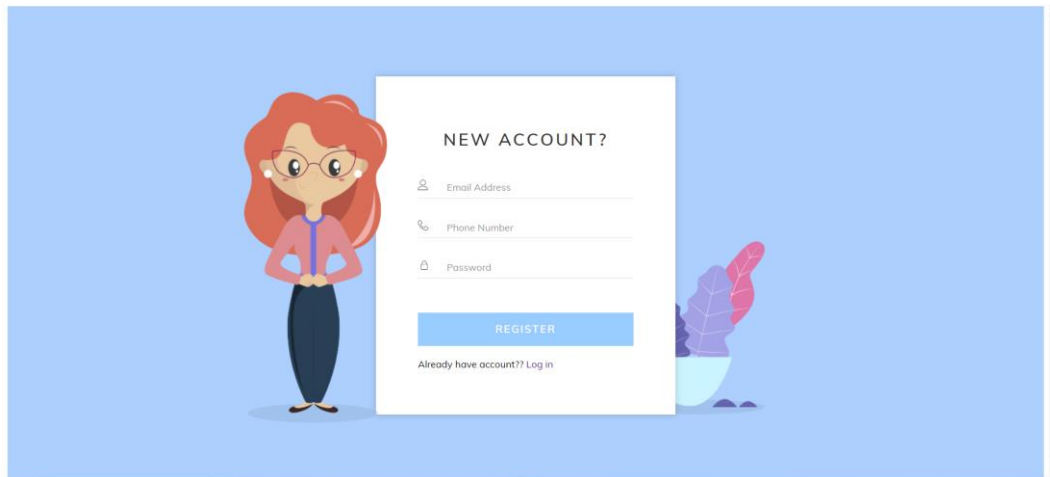 NEW ACCOUNT?
Email Address
Phone Number
Password
REGISTER
Already have account?? Log in